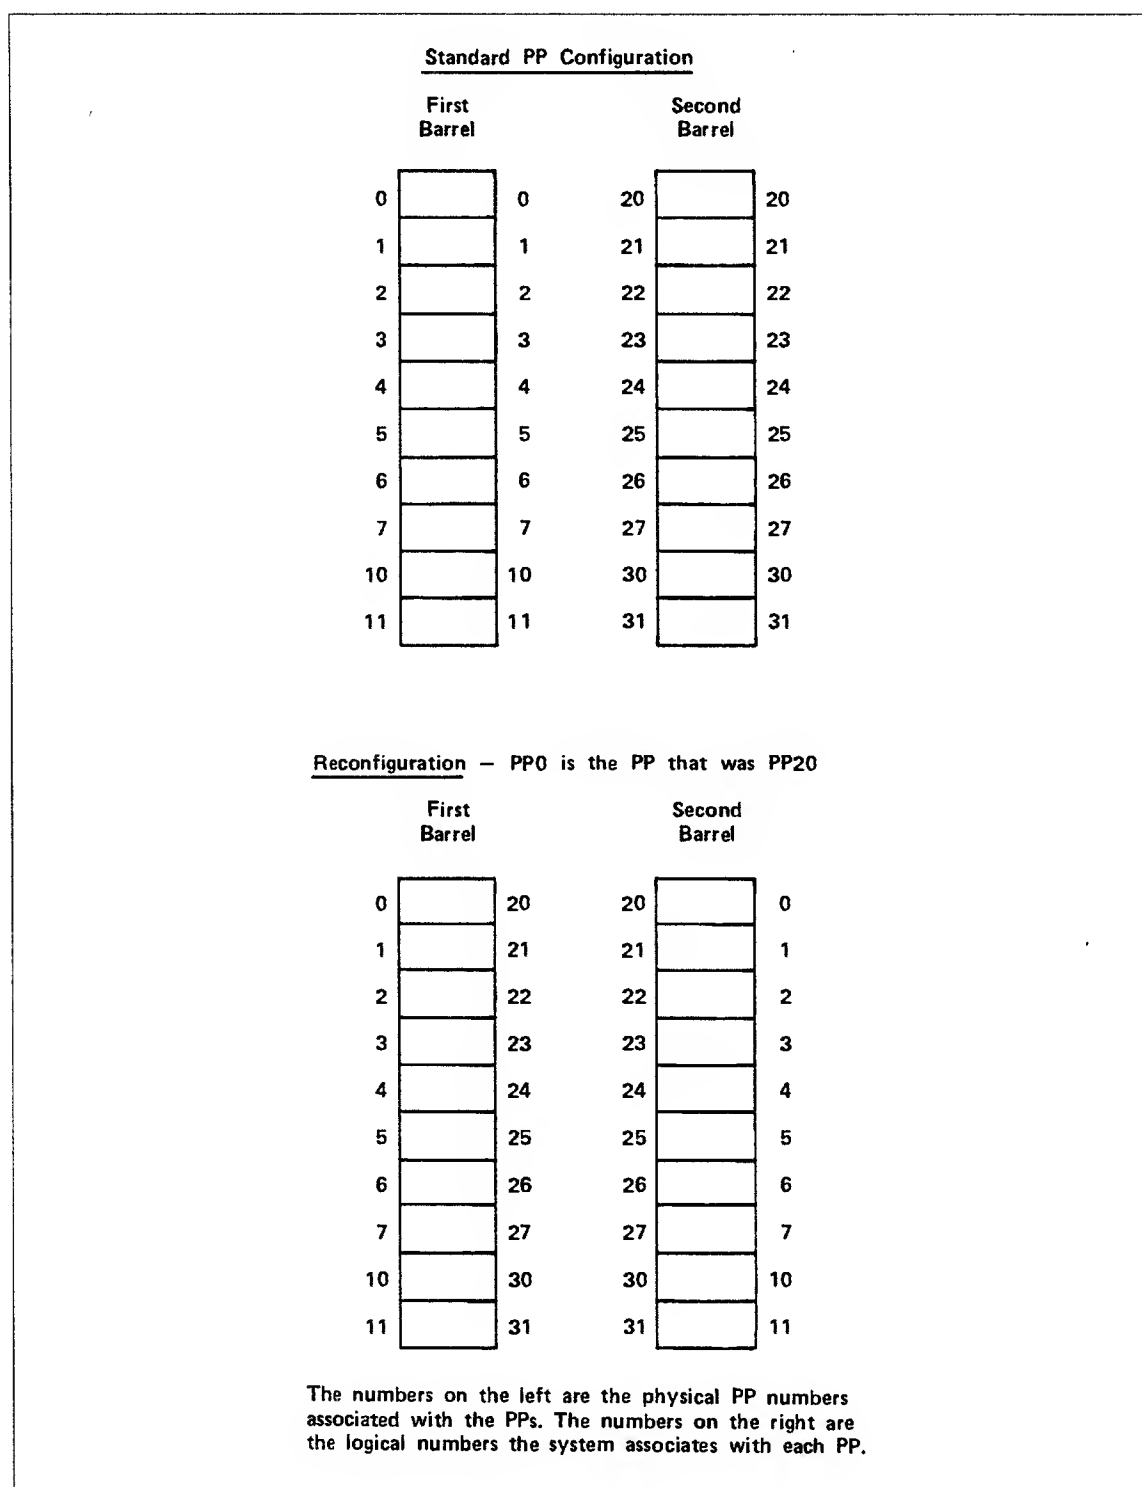 Standard PP Configuration
First Barrel
Second Barrel
0 0 20 20
1 1 21 21
2 2 22 22
3 3 23 23
4 4 24 24
5 5 25 25
6 6 26 26
7 7 27 27
10 10 30 30
11 11 31 31
Reconfiguration — PP0 is the PP that was PP20
First Barrel
Second Barrel
0 20 20 0
1 21 21 1
2 22 22 2
3 23 23 3
4 24 24 4
5 25 25 5
6 26 26 6
7 27 27 7
10 30 30 10
11 31 31 11
The numbers on the left are the physical PP numbers
associated with the PPs. The numbers on the right are
the logical numbers the system associates with each PP.